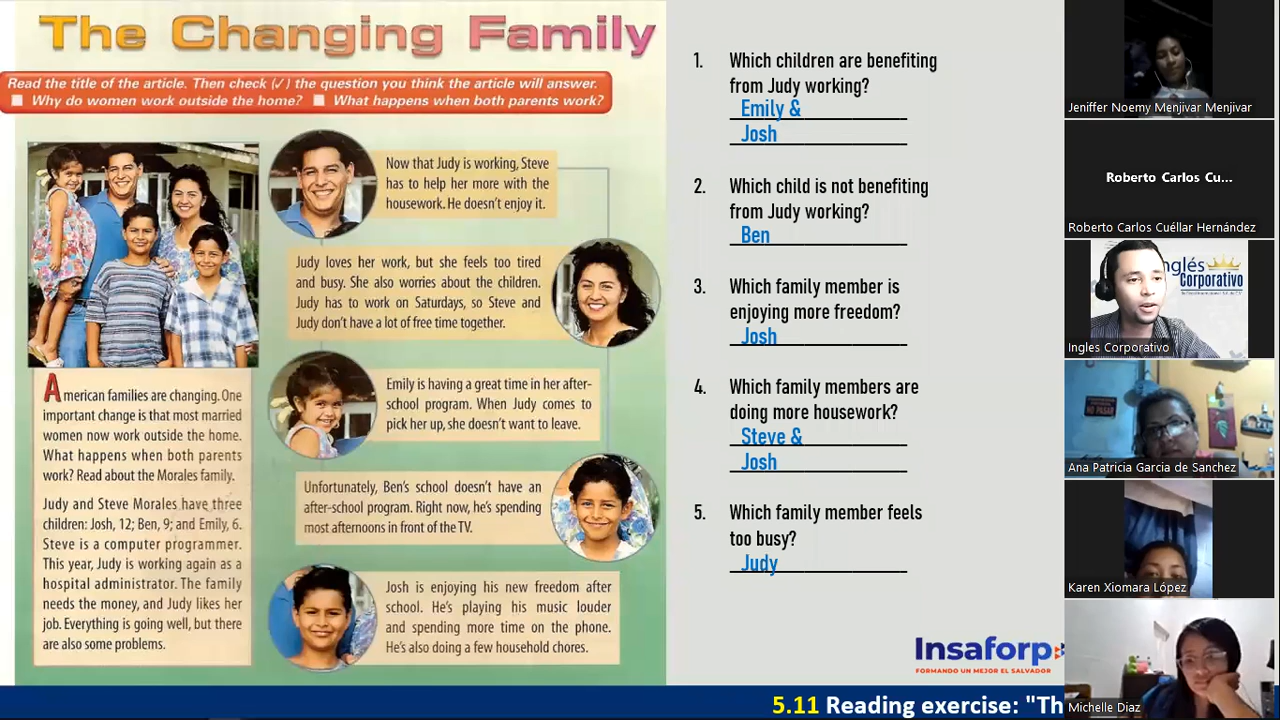 The Changing Family
Read the title of the article. Then check (✓) the question you think the article will answer.
Why do women work outside the home? What happens when both parents work?
Now that Judy is working, Steve
has to help her more with the
housework. He doesn't enjoy it.
Judy loves her work, but she feels too tired
and busy. She also worries about the children.
Judy has to work on Saturdays, so Steve and
Judy don't have a lot of free time together.
Emily is having a great time in her after-
school program. When Judy comes to
pick her up, she doesn't want to leave.
Unfortunately, Ben's school doesn't have an
after-school program. Right now, he's spending
most afternoons in front of the TV.
Josh is enjoying his new freedom after
school. He's playing his music louder
and spending more time on the phone.
He's also doing a few household chores.
American families are changing. One
important change is that most married
women now work outside the home.
What happens when both parents
work? Read about the Morales family.
Judy and Steve Morales have three
children: Josh, 12; Ben, 9; and Emily, 6.
Steve is a computer programmer.
This year, Judy is working again as a
hospital administrator. The family
needs the money, and Judy likes her
job. Everything is going well, but there
are also some problems.
1. Which children are benefiting
from Judy working?
Emily &
Josh
2. Which child is not benefiting
from Judy working?
Ben
3. Which family member is
enjoying more freedom?
Josh
4. Which family members are
doing more housework?
Steve &
Josh
5. Which family member feels
too busy?
Judy
Insaforp
FORMANDO UN MEJOR EL SALVADOR
5.11 Reading exercise: "Th
Jeniffer Noemy Menjivar Menjivar
Roberto Carlos Cu...
Roberto Carlos Cuéllar Hernández
Inglés
Corporativo
Ingles Corporativo
NO PASAR
Ana Patricia Garcia de Sanchez
Karen Xiomara López
Michelle Diaz